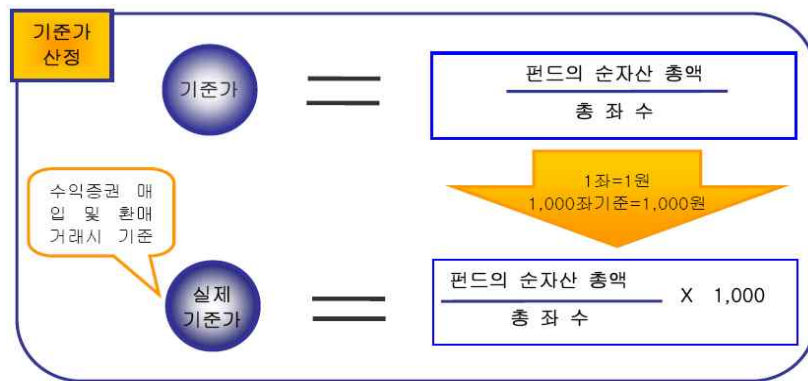 기준가
산정
기준가
펀드의 순자산 총액
총 좌 수
1좌=1원
1,000좌기준=1,000원
수익증권 매
입 및 환매
거래시 기준
실제
기준가
펀드의 순자산 총액
총 좌 수
X 1,000